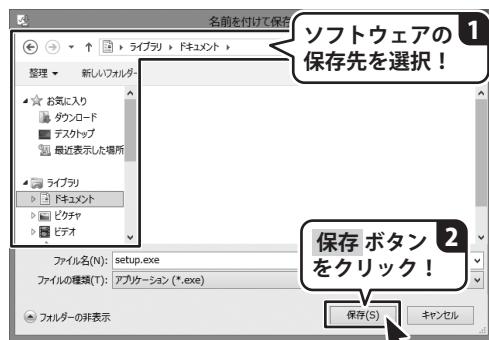 名前を付けて保存
ソフトウェアの 1
保存先を選択！
ライブラリ ▸ ドキュメント ▸
整理 ▼ 新しいフォルダー
お気に入り
ダウンロード
デスクトップ
最近表示した場所
ライブラリ
ドキュメント
ピクチャ
ビデオ
保存 ボタン 2
をクリック！
ファイル名(N): setup.exe
ファイルの種類(T): アプリケーション (*.exe)
フォルダーの非表示
保存(S)
キャンセル